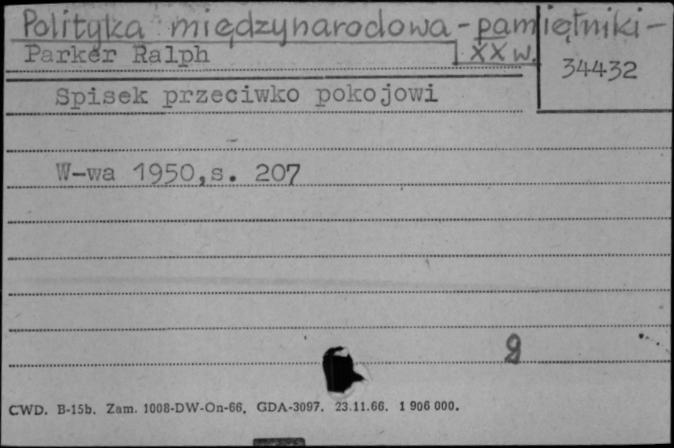 Polityka międzynarodowa - pamiętniki -
XX w.
Parker Ralph
34432
Spisek przeciwko pokojowi
W-wa 1950,s. 207
g
CWD. B-15b. Zam. 1008-DW-On-66. GDA-3097. 23.11.66. 1 906 000.